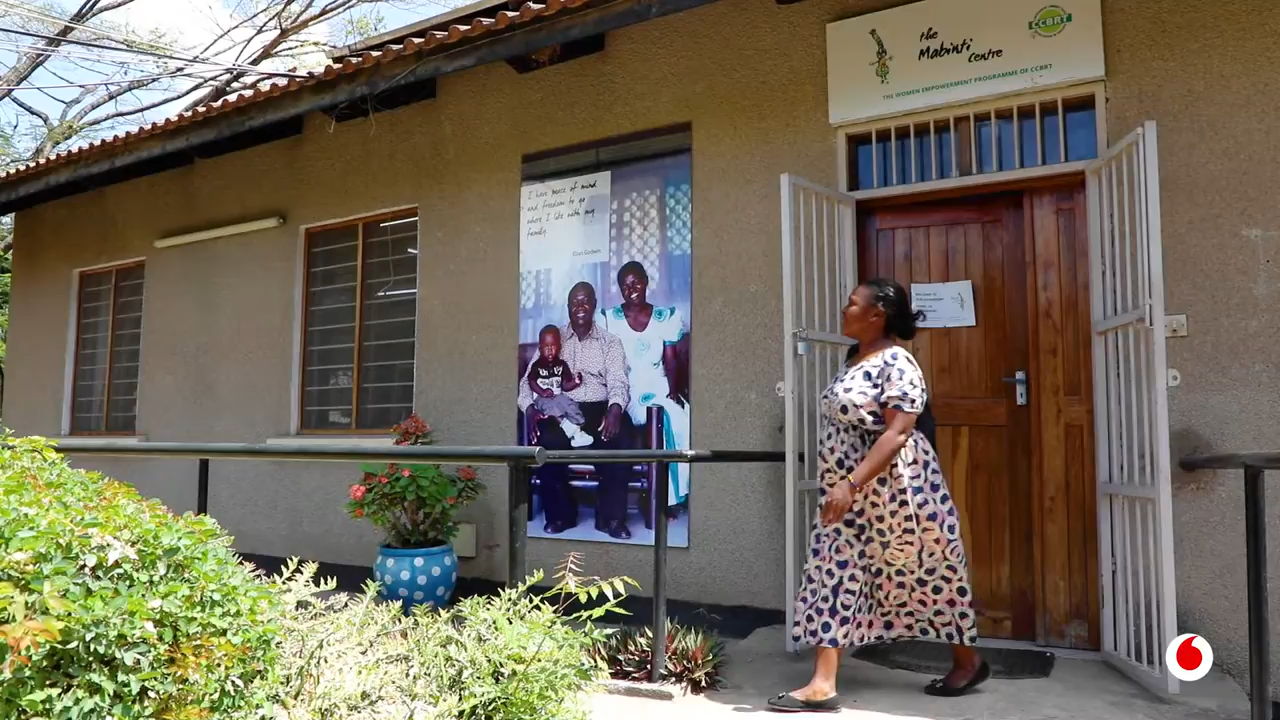 the
Mabinti
Centre
CCBRT
THE WOMEN EMPOWERMENT PROGRAMME OF CCBRT
I have peace of mind
and freedom to go
where I like with my
family.